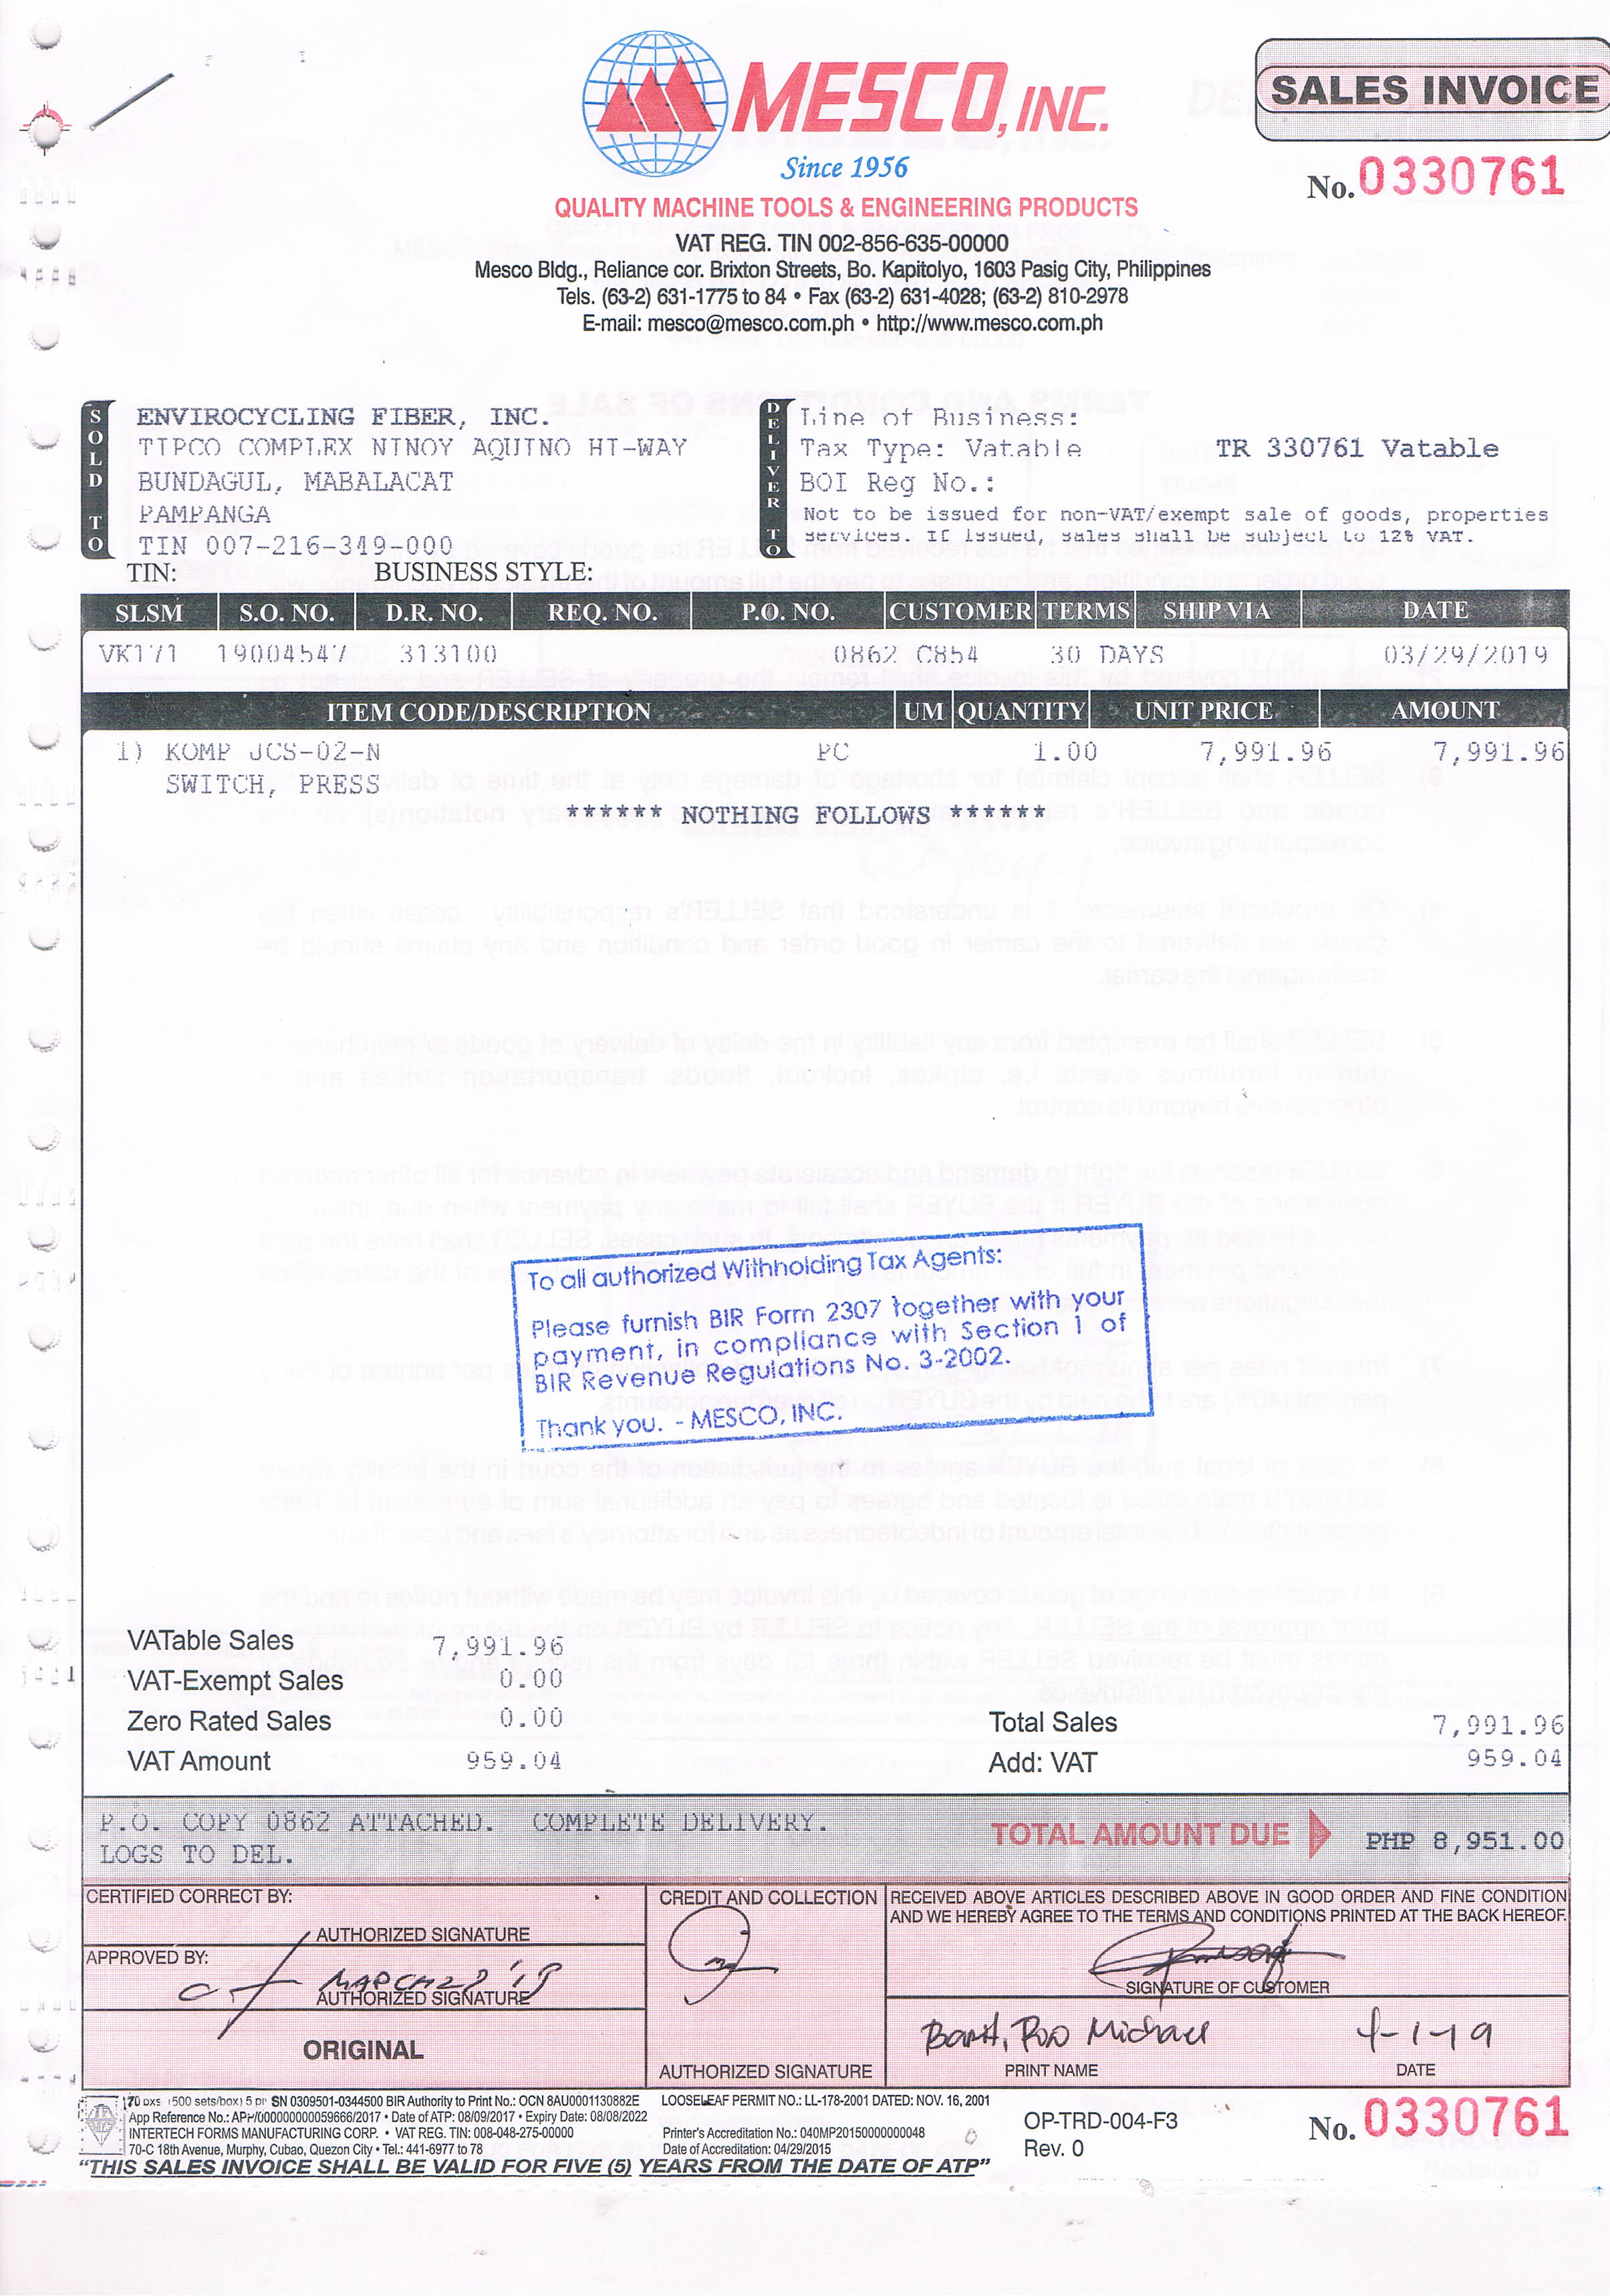 MESCO, INC.
Since 1956
QUALITY MACHINE TOOLS & ENGINEERING PRODUCTS
VAT REG. TIN 002-856-635-00000
Mesco Bldg., Reliance cor. Brixton Streets, Bo. Kapitolyo, 1603 Pasig City, Philippines
Tels. (63-2) 631-1775 to 84 • Fax (63-2) 631-4028; (63-2) 810-2978
E-mail: mesco@mesco.com.ph • http://www.mesco.com.ph
SALES INVOICE
No. 0330761
SOLD TO
ENVIROCYCLING FIBER, INC.
TIPCO COMPLEX NINOY AQUINO HI-WAY
BUNDAGUL, MABALACAT
PAMPANGA
TIN 007-216-349-000
TIN: BUSINESS STYLE:
DELIVER TO
Line of Business:
Tax Type: Vatable TR 330761 Vatable
BOI Reg No.:
Not to be issued for non-VAT/exempt sale of goods, properties
services. If issued, sales shall be subject to 12% VAT.
SLSM S.O. NO. D.R. NO. REQ. NO. P.O. NO. CUSTOMER TERMS SHIP VIA DATE
VK171 19004547 313100 0862 C854 30 DAYS 03/29/2019
ITEM CODE/DESCRIPTION UM QUANTITY UNIT PRICE AMOUNT
1) KOMP JCS-02-N PC 1.00 7,991.96 7,991.96
SWITCH, PRESS
****** NOTHING FOLLOWS ******
To all authorized Withholding Tax Agents:
Please furnish BIR Form 2307 together with your
payment, in compliance with Section 1 of
BIR Revenue Regulations No. 3-2002.
Thank you. - MESCO, INC.
VATable Sales 7,991.96
VAT-Exempt Sales 0.00
Zero Rated Sales 0.00
VAT Amount 959.04
Total Sales 7,991.96
Add: VAT 959.04
P.O. COPY 0862 ATTACHED. COMPLETE DELIVERY.
LOGS TO DEL.
TOTAL AMOUNT DUE PHP 8,951.00
CERTIFIED CORRECT BY:
AUTHORIZED SIGNATURE
APPROVED BY:
AUTHORIZED SIGNATURE
ORIGINAL
CREDIT AND COLLECTION
AUTHORIZED SIGNATURE
RECEIVED ABOVE ARTICLES DESCRIBED ABOVE IN GOOD ORDER AND FINE CONDITION
AND WE HEREBY AGREE TO THE TERMS AND CONDITIONS PRINTED AT THE BACK HEREOF.
SIGNATURE OF CUSTOMER
Michael 4-1-19
PRINT NAME DATE
(500 sets/box) SN 0309501-0344500 BIR Authority to Print No.: OCN 8AU0001130882E
App Reference No.: • Date of ATP: 08/09/2017 • Expiry Date: 08/08/2022
INTERTECH FORMS MANUFACTURING CORP. • VAT REG. TIN: 008-048-275-00000
70-C 18th Avenue, Murphy, Cubao, Quezon City • Tel.: 441-6977 to 78
LOOSELEAF PERMIT NO.: LL-178-2001 DATED: NOV. 16, 2001
Printer's Accreditation No.: 040MP20150000000048
Date of Accreditation: 04/29/2015
OP-TRD-004-F3
Rev. 0
No. 0330761
"THIS SALES INVOICE SHALL BE VALID FOR FIVE (5) YEARS FROM THE DATE OF ATP"